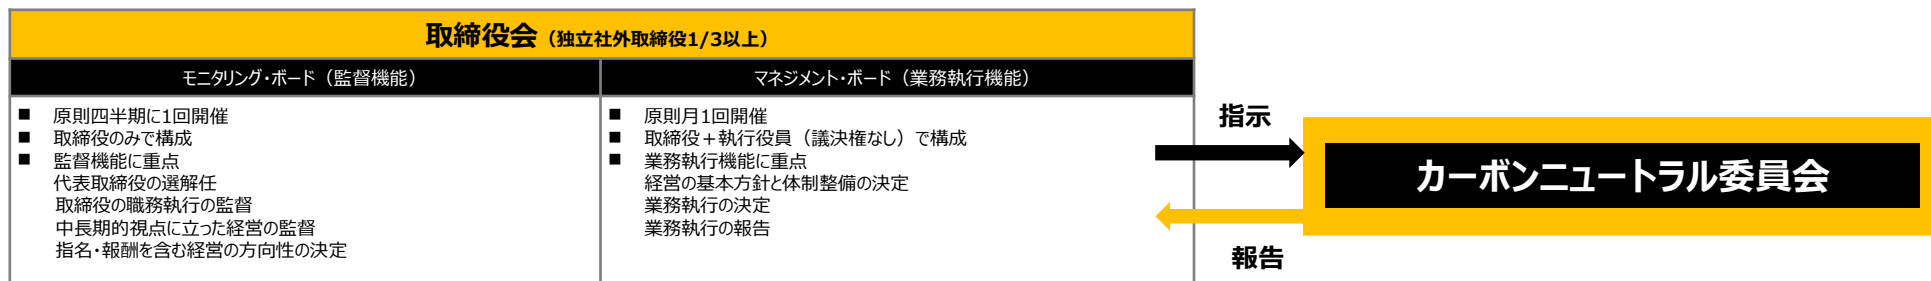 取締役会（独立社外取締役1/3以上）
モニタリング・ボード（監督機能）
■ 原則四半期に1回開催
■ 取締役のみで構成
■ 監督機能に重点
代表取締役の選解任
取締役の職務執行の監督
中長期的視点に立った経営の監督
指名・報酬を含む経営の方向性の決定
マネジメント・ボード（業務執行機能）
■ 原則月1回開催
■ 取締役＋執行役員（議決権なし）で構成
■ 業務執行機能に重点
経営の基本方針と体制整備の決定
業務執行の決定
業務執行の報告
指示
報告
カーボンニュートラル委員会